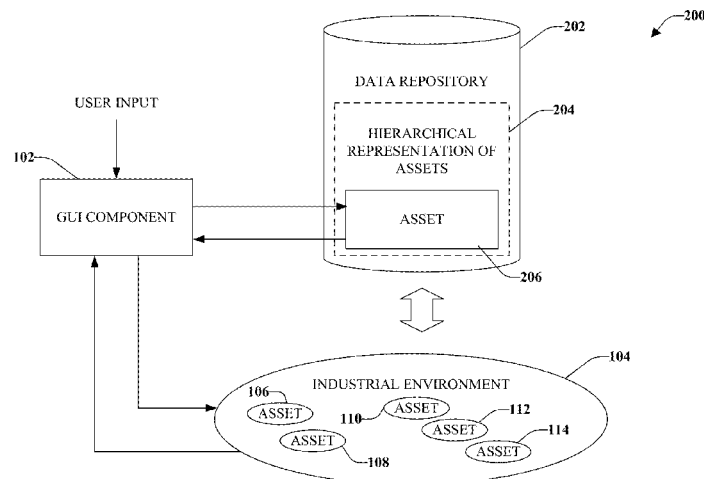 200
202
DATA REPOSITORY
USER INPUT
204
HIERARCHICAL
REPRESENTATION OF
ASSETS
102
GUI COMPONENT
ASSET
206
104
INDUSTRIAL ENVIRONMENT
106
ASSET
110
ASSET
112
ASSET
114
ASSET
108
ASSET